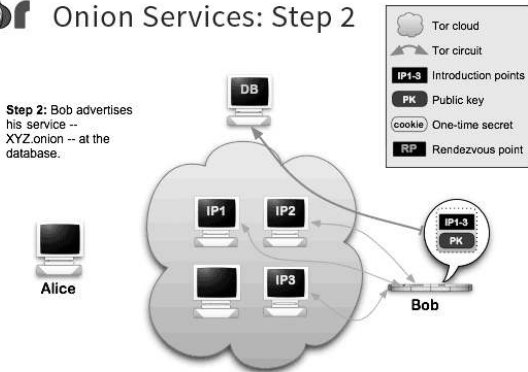 or Onion Services: Step 2
Tor cloud
Tor circuit
IP1-3 Introduction points
PK Public key
cookie One-time secret
RP Rendezvous point
Step 2: Bob advertises
his service --
XYZ.onion -- at the
database.
DB
IP1 IP2
IP3
IP1-3
PK
Alice
Bob